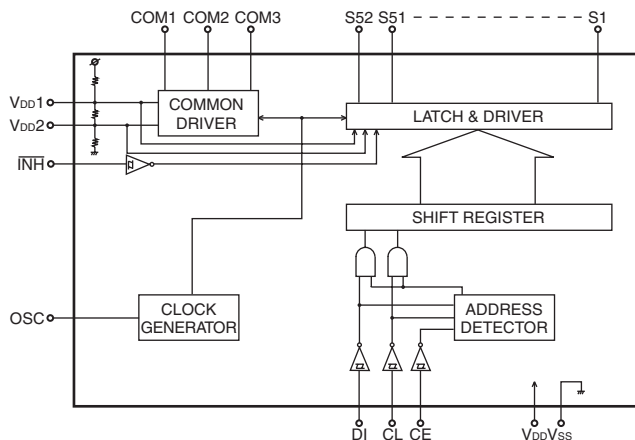 COM1 COM2 COM3 S52 S51 S1
VDD1
VDD2
INH
COMMON
DRIVER
LATCH & DRIVER
SHIFT REGISTER
OSC
CLOCK
GENERATOR
ADDRESS
DETECTOR
DI CL CE VDD VSS